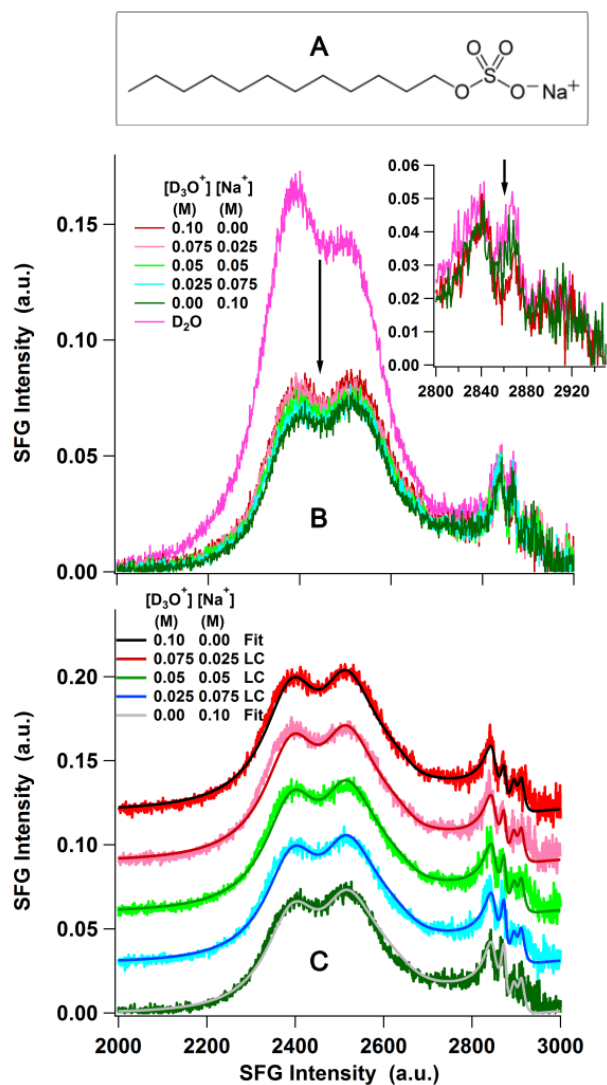 A
O
O
S
O
O
Na+
[D3O+] [Na+]
(M) (M)
0.10 0.00
0.075 0.025
0.05 0.05
0.025 0.075
0.00 0.10
D2O
0.15
0.10
0.05
0.00
SFG Intensity (a.u.)
2200
2400
2600
2800
3000
B
0.06
0.05
0.04
0.03
0.02
0.01
0.00
2800 2840 2880 2920
[D3O+] [Na+]
(M) (M)
0.10 0.00 Fit
0.075 0.025 LC
0.05 0.05 LC
0.025 0.075 LC
0.00 0.10 Fit
0.20
0.15
0.10
0.05
0.00
SFG Intensity (a.u.)
C
2000 2200 2400 2600 2800 3000
SFG Intensity (a.u.)